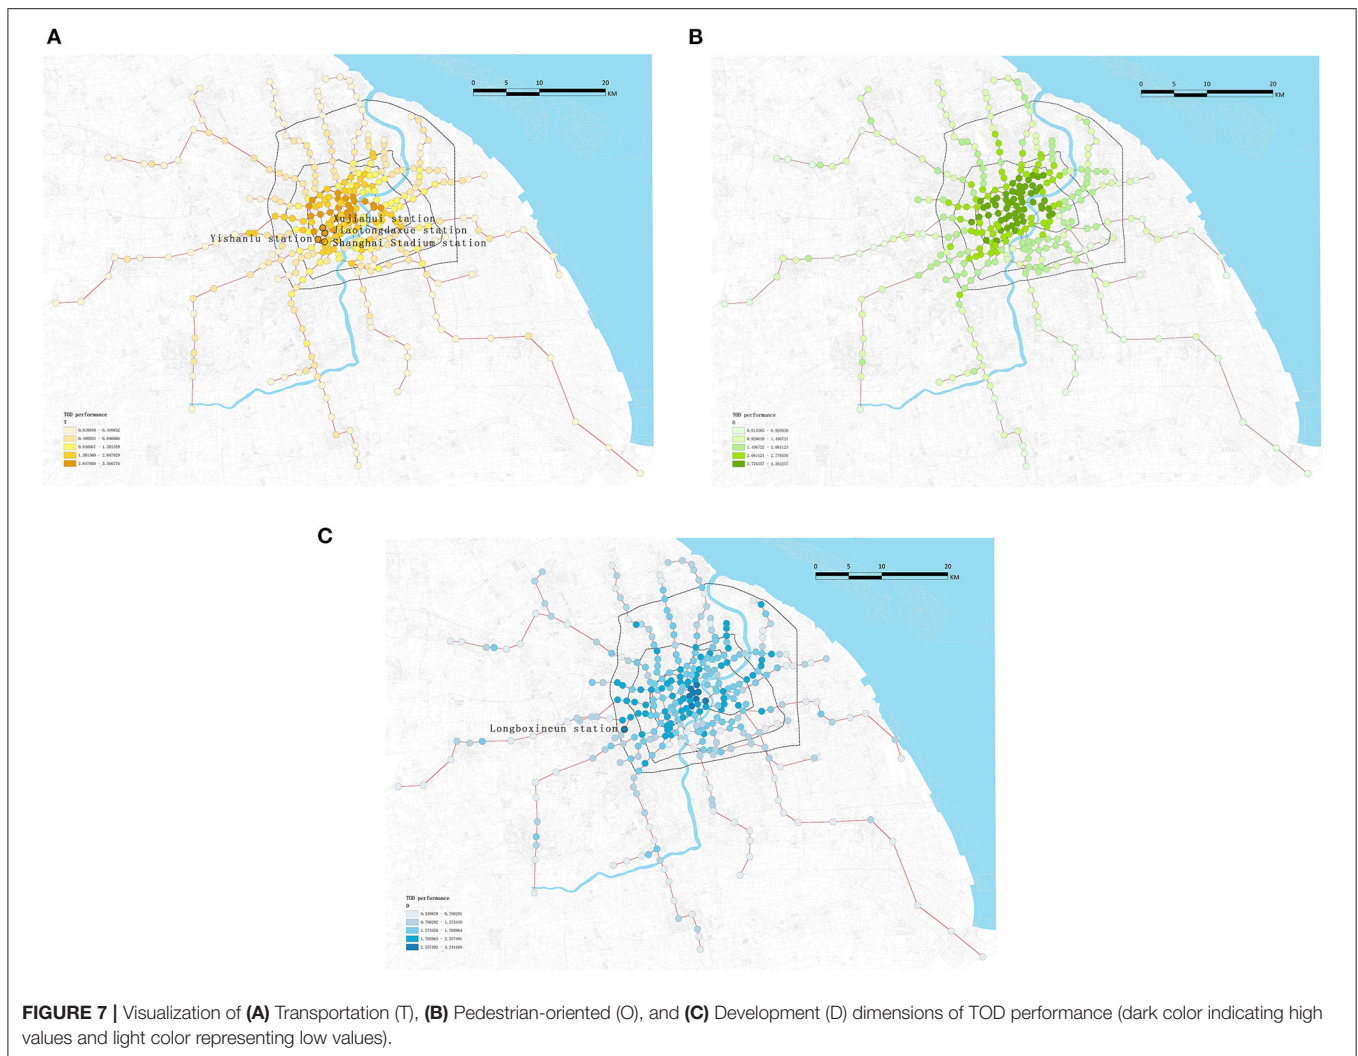 A
0 5 10 20
KM
Xujiahui station
Jiaotongdaxue station
Yishanlu station
Shanghai Stadium station
TOD performance
T
B
0 5 10 20
KM
TOD performance
O
C
0 5 10 20
KM
Longboxincun station
TOD performance
D
FIGURE 7 | Visualization of (A) Transportation (T), (B) Pedestrian-oriented (O), and (C) Development (D) dimensions of TOD performance (dark color indicating high
values and light color representing low values).